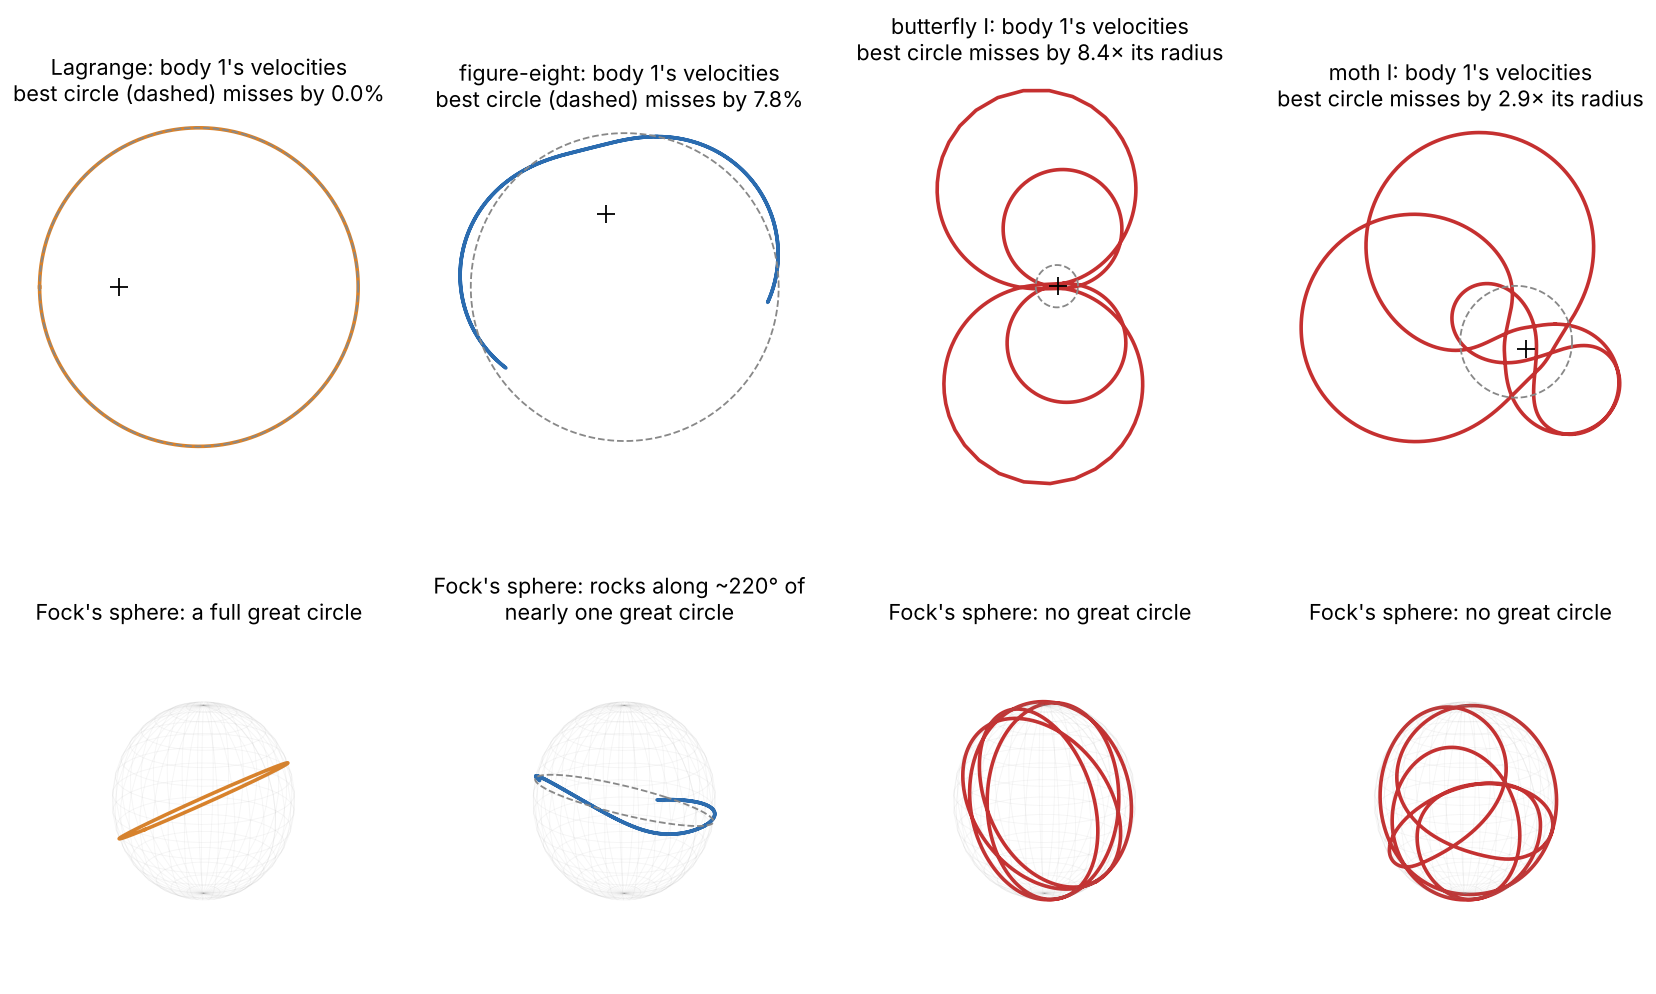 Lagrange: body 1's velocities
best circle (dashed) misses by 0.0%
figure-eight: body 1's velocities
best circle (dashed) misses by 7.8%
butterfly I: body 1's velocities
best circle misses by 8.4× its radius
moth I: body 1's velocities
best circle misses by 2.9× its radius
Fock's sphere: a full great circle
Fock's sphere: rocks along ~220° of
nearly one great circle
Fock's sphere: no great circle
Fock's sphere: no great circle